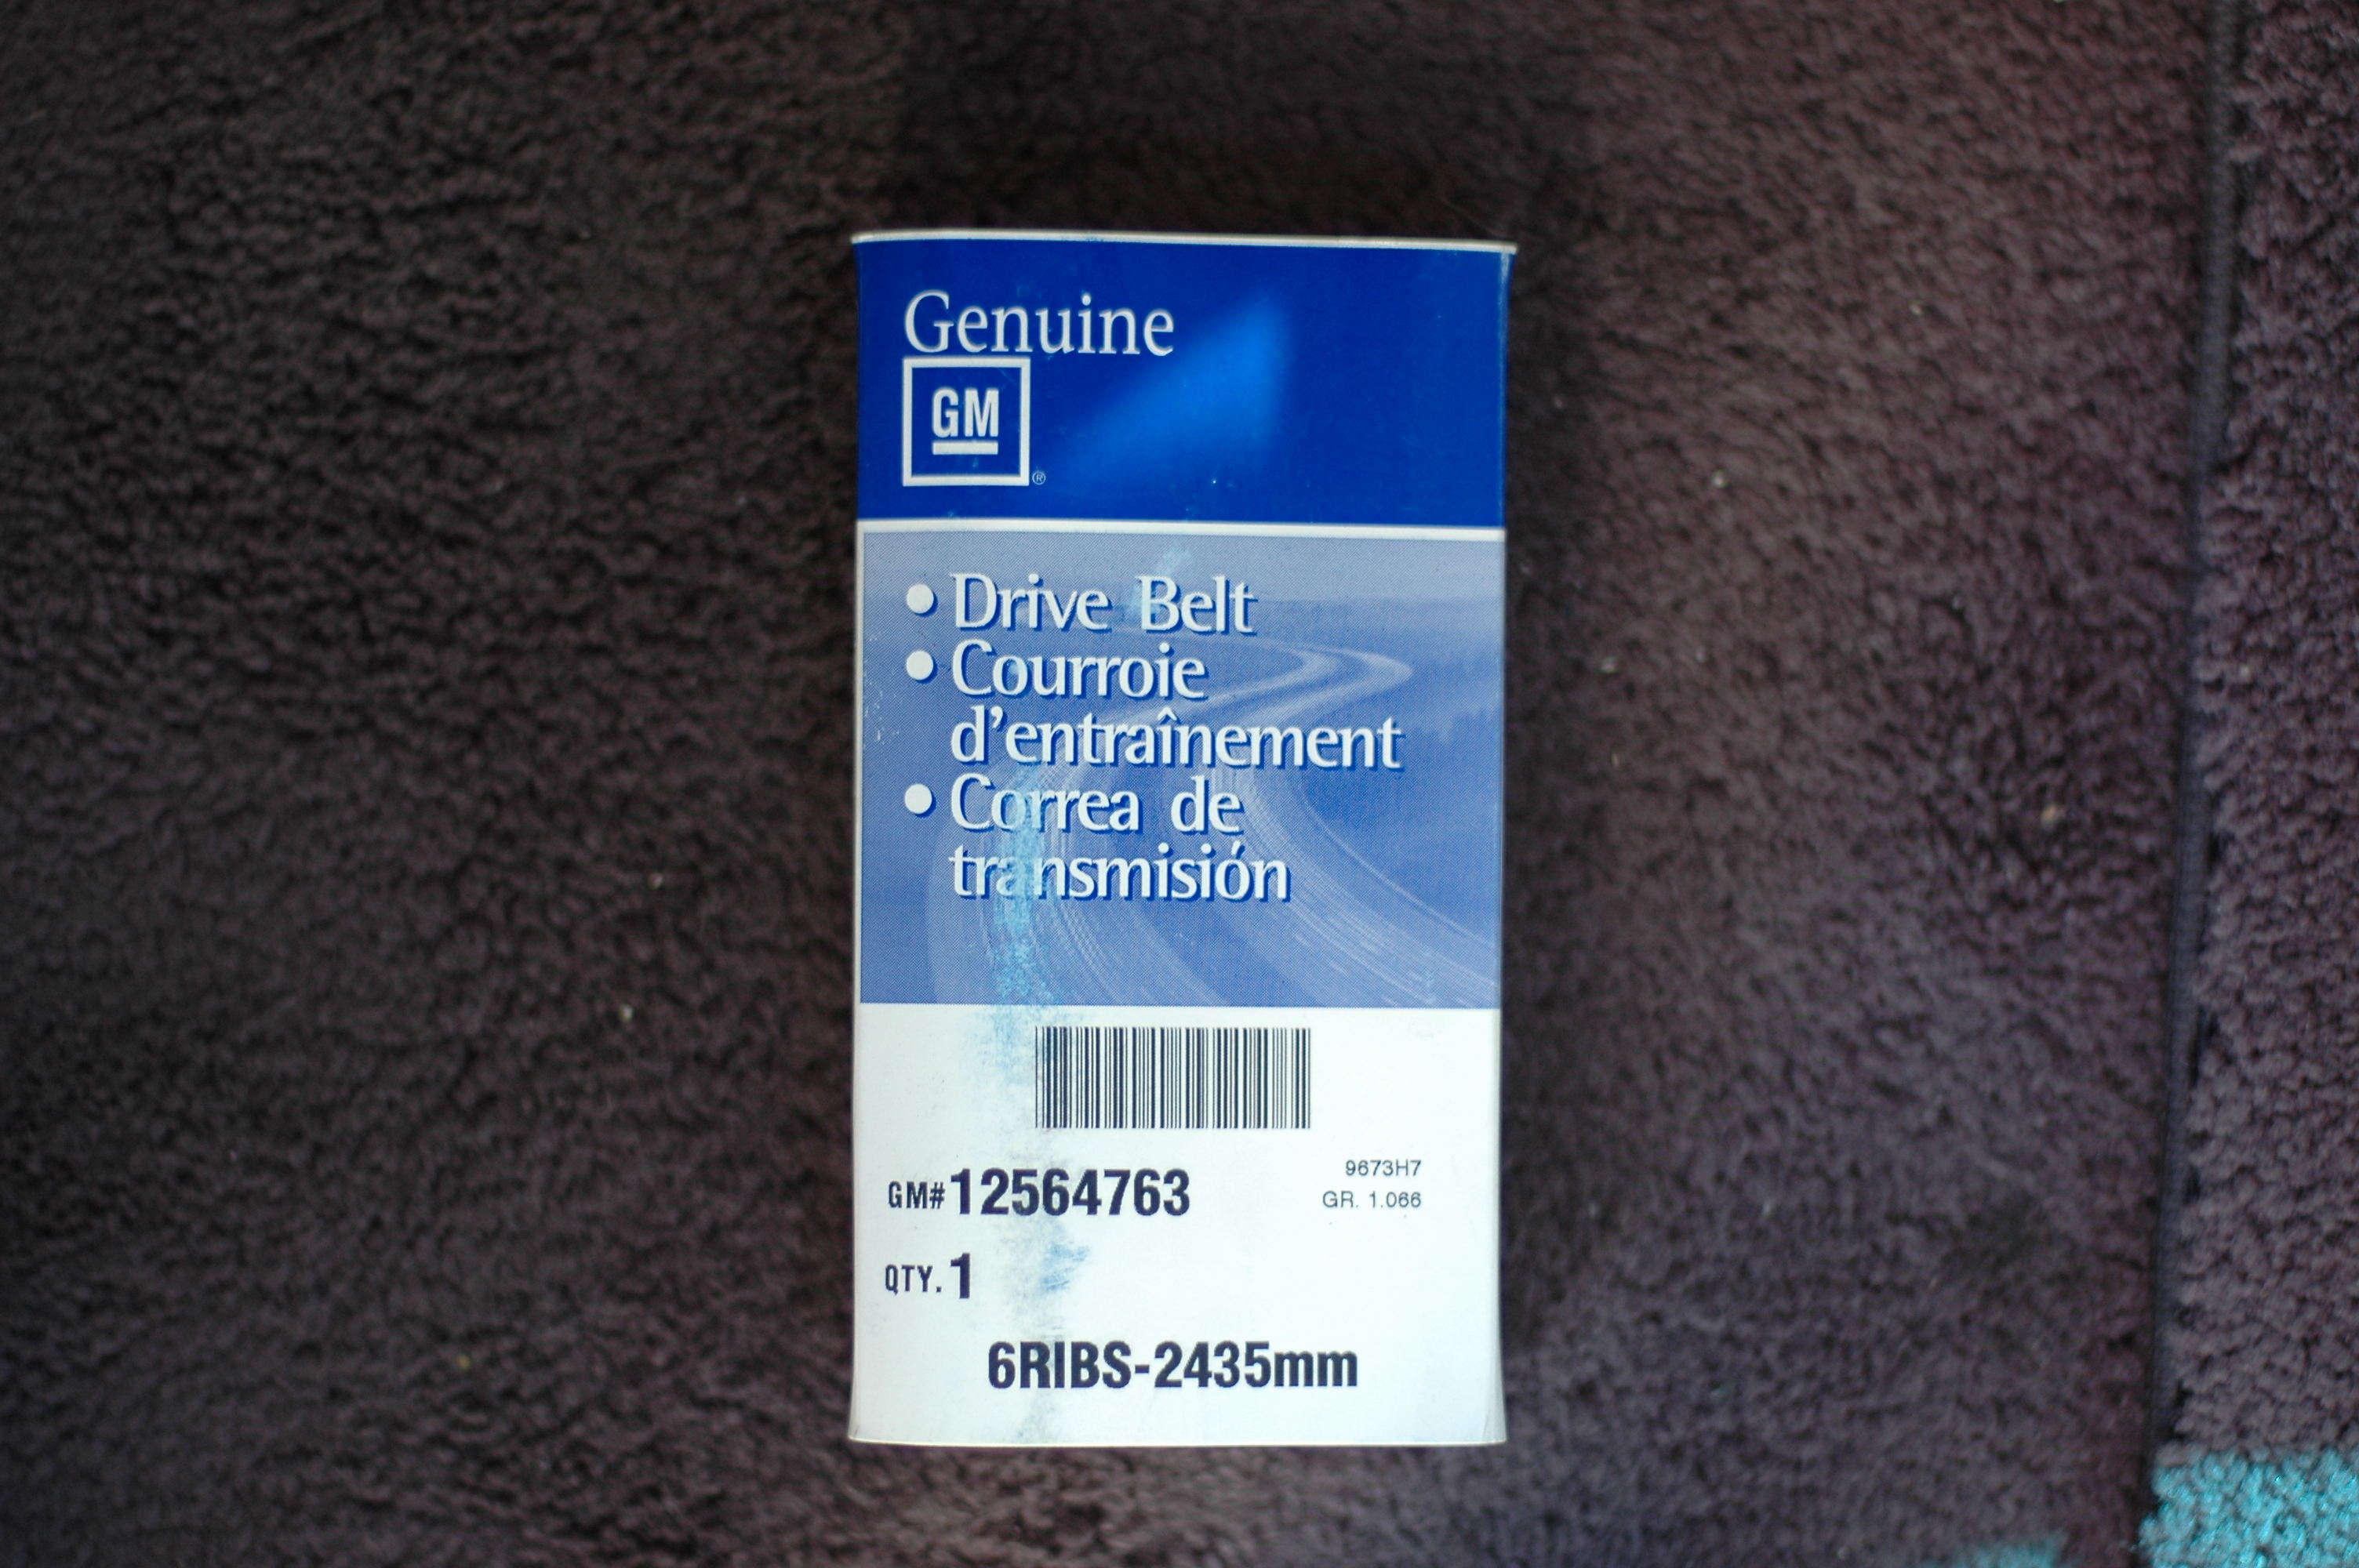 Genuine
GM
®
• Drive Belt
• Courroie
d'entraînement
• Correa de
transmisión
9673H7
GM#12564763
GR. 1.066
QTY. 1
6RIBS-2435mm